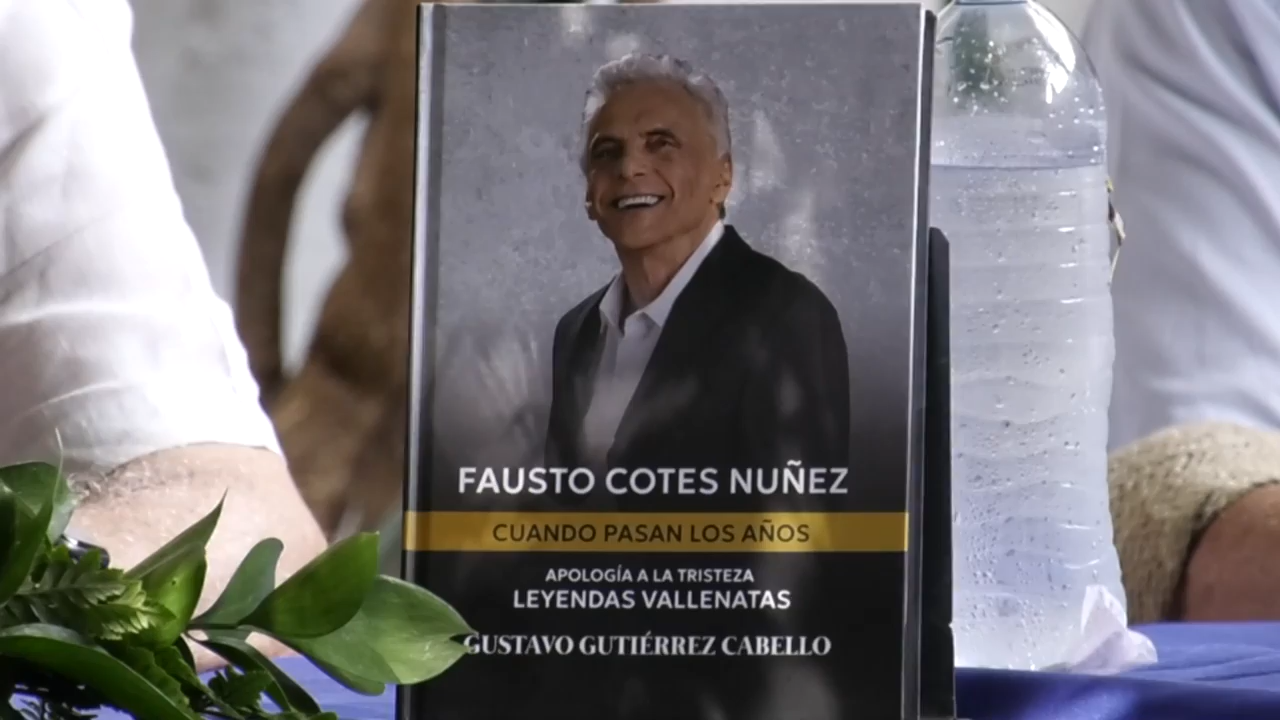 FAUSTO COTES NUÑEZ
CUANDO PASAN LOS AÑOS
APOLOGÍA A LA TRISTEZA
LEYENDAS VALLENATAS
GUSTAVO GUTIÉRREZ CABELLO